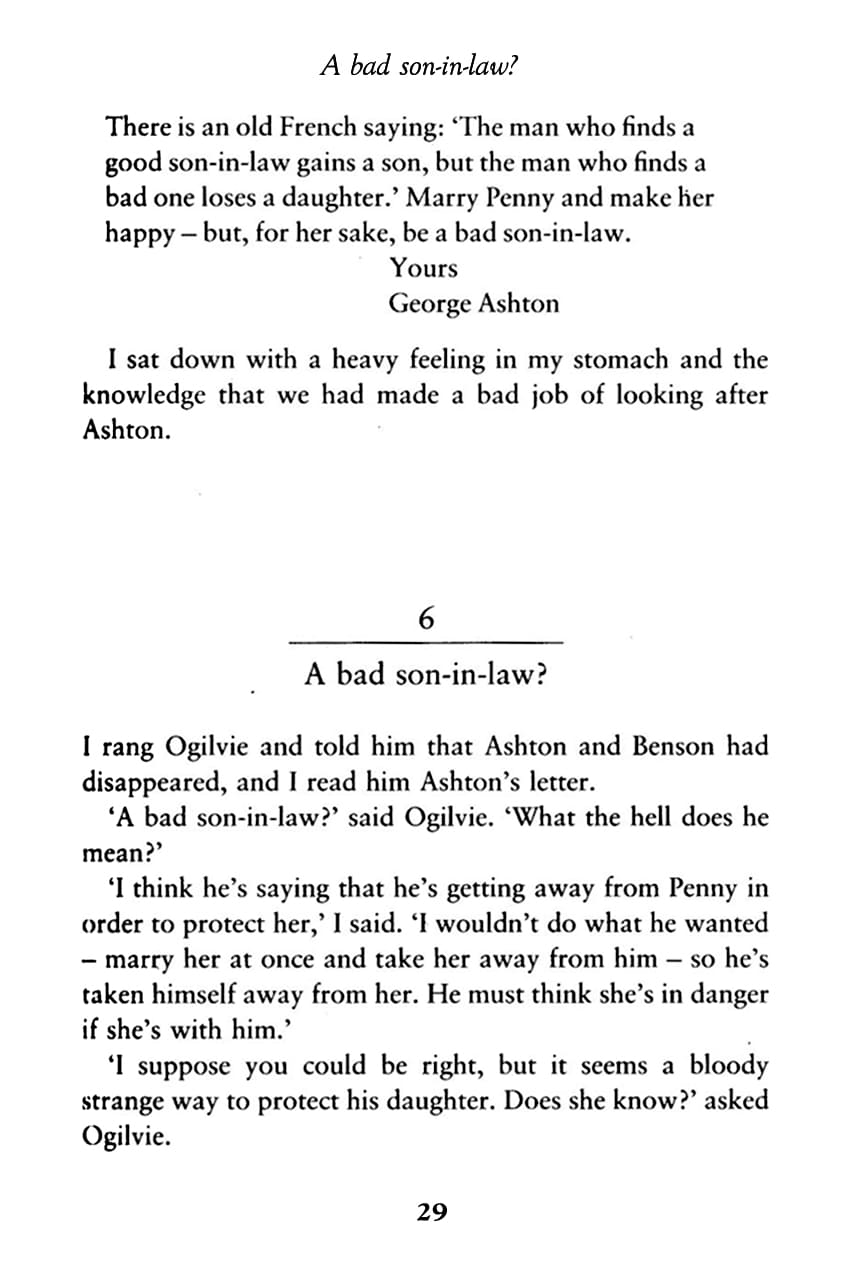 A bad son-in-law?
There is an old French saying: ‘The man who finds a
good son-in-law gains a son, but the man who finds a
bad one loses a daughter.’ Marry Penny and make her
happy – but, for her sake, be a bad son-in-law.
Yours
George Ashton
I sat down with a heavy feeling in my stomach and the
knowledge that we had made a bad job of looking after
Ashton.
6
A bad son-in-law?
I rang Ogilvie and told him that Ashton and Benson had
disappeared, and I read him Ashton’s letter.
‘A bad son-in-law?’ said Ogilvie. ‘What the hell does he
mean?’
‘I think he’s saying that he’s getting away from Penny in
order to protect her,’ I said. ‘I wouldn’t do what he wanted
– marry her at once and take her away from him – so he’s
taken himself away from her. He must think she’s in danger
if she’s with him.’
‘I suppose you could be right, but it seems a bloody
strange way to protect his daughter. Does she know?’ asked
Ogilvie.
29